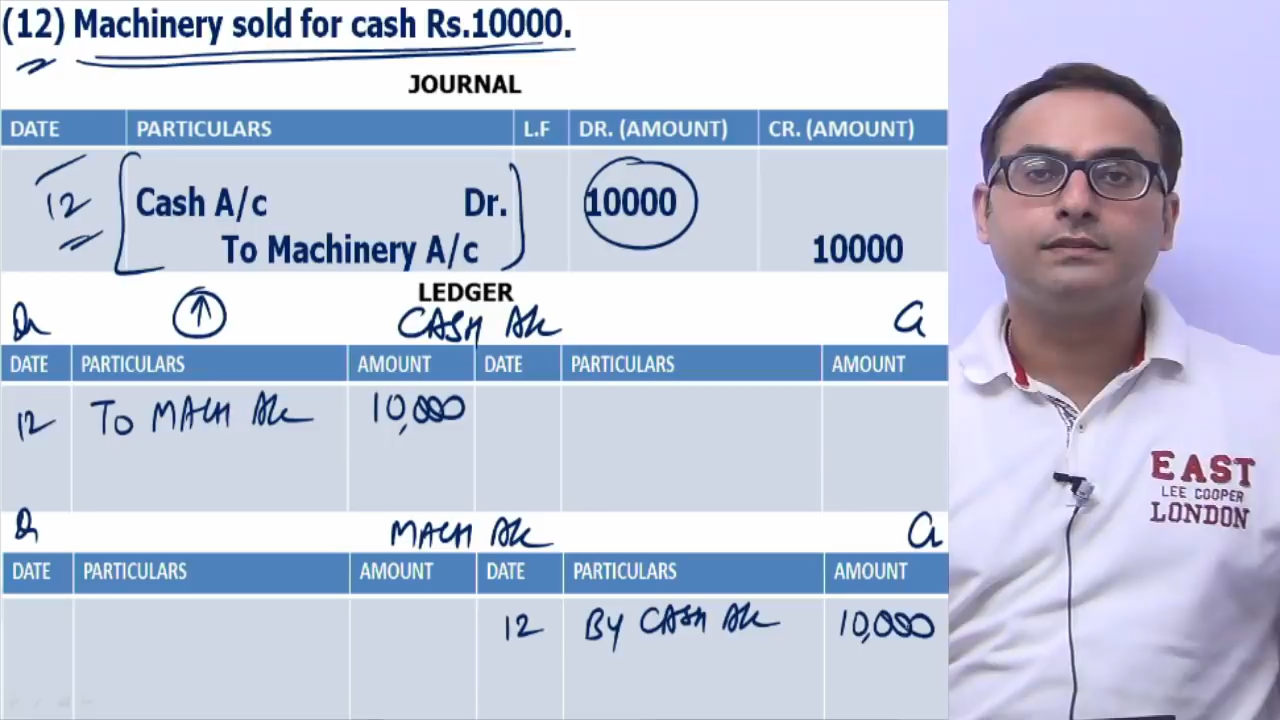 (12) Machinery sold for cash Rs.10000.
JOURNAL
DATE PARTICULARS L.F DR. (AMOUNT) CR. (AMOUNT)
12 Cash A/c Dr. 10000
To Machinery A/c 10000
LEDGER
Dr CASH A/c Cr
DATE PARTICULARS AMOUNT DATE PARTICULARS AMOUNT
12 TO MACH A/c 10,000
Dr MACH A/c Cr
DATE PARTICULARS AMOUNT DATE PARTICULARS AMOUNT
12 BY CASH A/c 10,000
EAST
LEE COOPER
LONDON